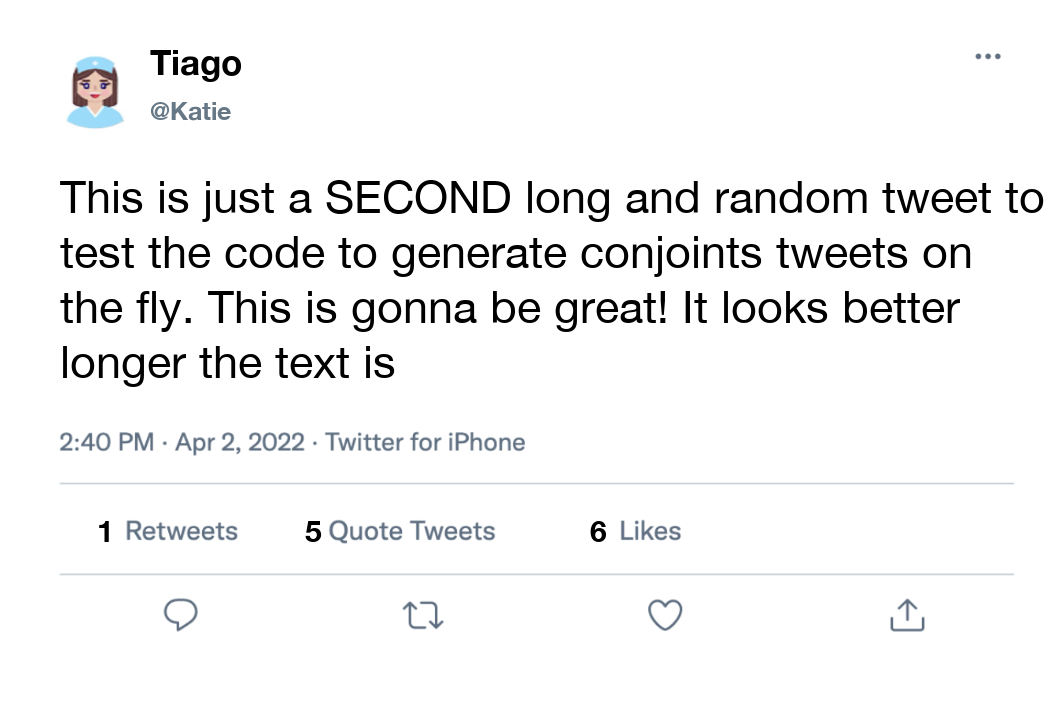 Tiago
@Katie
This is just a SECOND long and random tweet to
test the code to generate conjoints tweets on
the fly. This is gonna be great! It looks better
longer the text is
2:40 PM · Apr 2, 2022 · Twitter for iPhone
1 Retweets 5 Quote Tweets 6 Likes